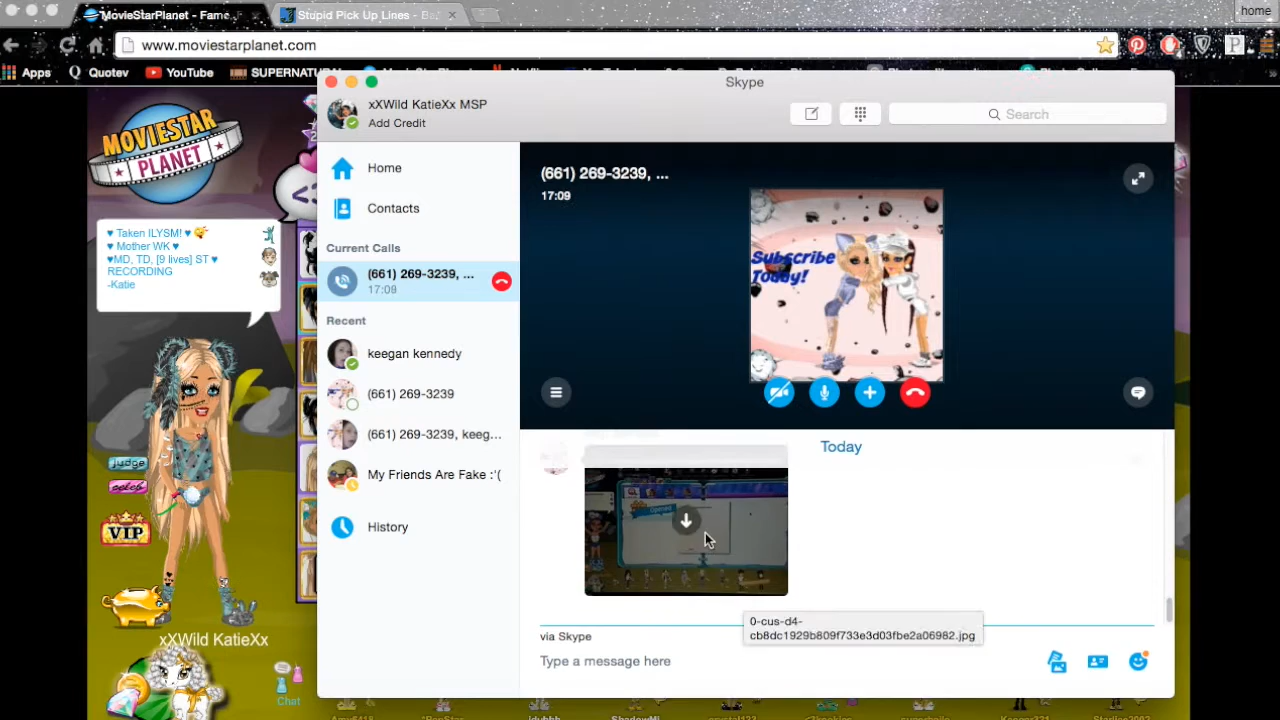 MovieStarPlanet - Fame,
Stupid Pick Up Lines - Ba
home
www.moviestarplanet.com
Apps
Quotev
YouTube
SUPERNATURAL
Skype
xXWild KatieXx MSP
Add Credit
Search
MOVIESTAR
PLANET
♥ Taken ILYSM! ♥
♥ Mother WK ♥
♥MD, TD, [9 lives] ST ♥
RECORDING
-Katie
Home
Contacts
Current Calls
(661) 269-3239, ...
17:09
Recent
keegan kennedy
(661) 269-3239
(661) 269-3239, keeg...
My Friends Are Fake :'(
History
(661) 269-3239, ...
17:09
Subscribe
Today!
Today
0-cus-d4-
cb8dc1929b809f733e3d03fbe2a06982.jpg
via Skype
Type a message here
judge
VIP
xXWild KatieXx
Chat